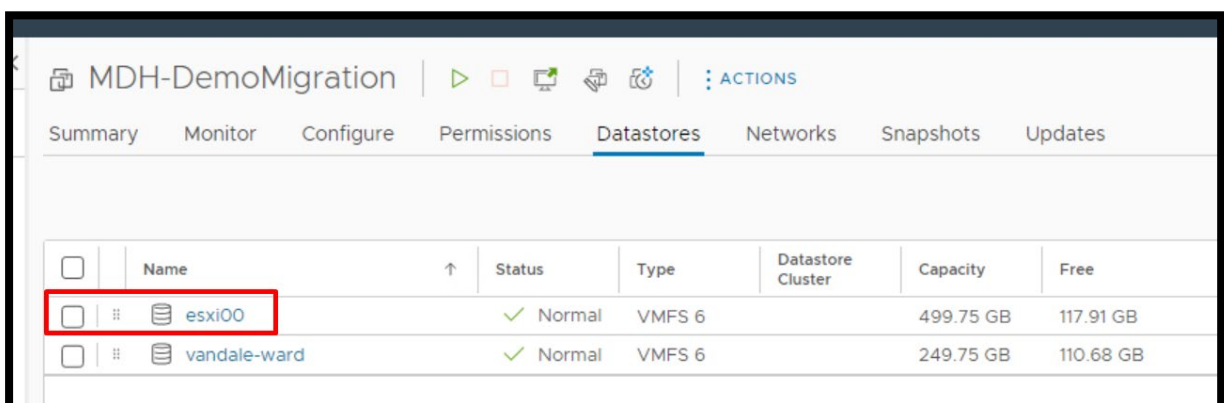 MDH-DemoMigration ACTIONS
Summary Monitor Configure Permissions Datastores Networks Snapshots Updates
Name Status Type Datastore Cluster Capacity Free
esxi00 Normal VMFS 6 499.75 GB 117.91 GB
vandale-ward Normal VMFS 6 249.75 GB 110.68 GB